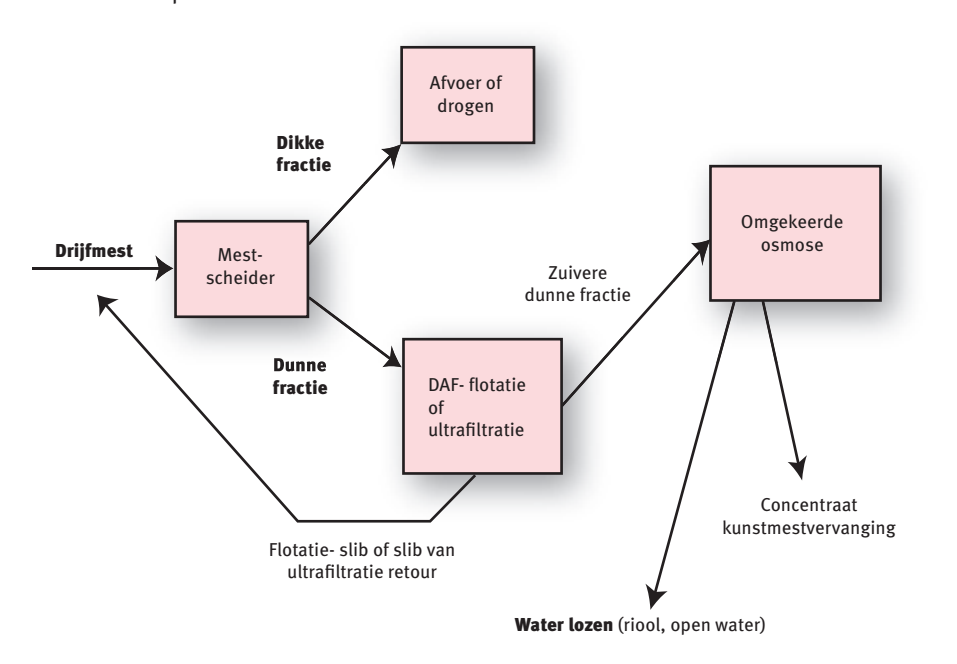 Afvoer of
drogen
Dikke
fractie
Drijfmest
Mest-
scheider
Omgekeerde
osmose
Zuivere
dunne fractie
Dunne
fractie
DAF- flotatie
of
ultrafiltratie
Concentraat
kunstmestvervanging
Flotatie- slib of slib van
ultrafiltratie retour
Water lozen (riool, open water)